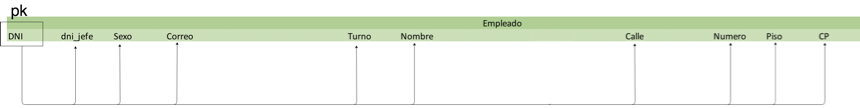 pk
Empleado
DNI dni_jefe Sexo Correo Turno Nombre Calle Numero Piso CP